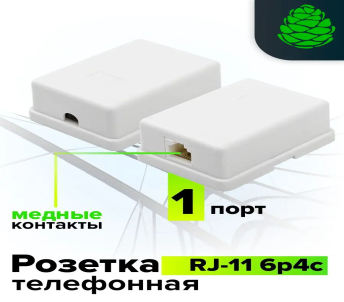 1 порт
медные
контакты
Розетка RJ-11 6p4c
телефонная